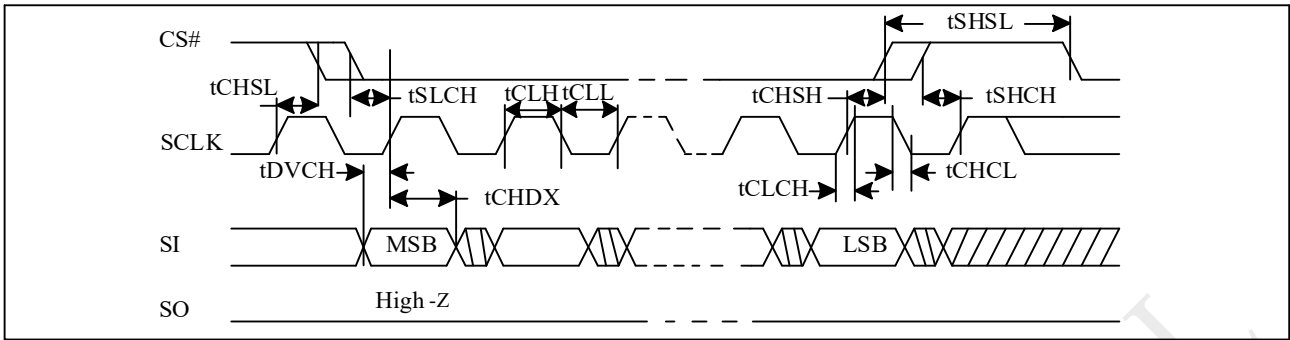 CS#
tSHSL
tCHSL
tSLCH
tCLH
tCLL
tCHSH
tSHCH
SCLK
tDVCH
tCHDX
tCLCH
tCHCL
SI
MSB
LSB
SO
High -Z